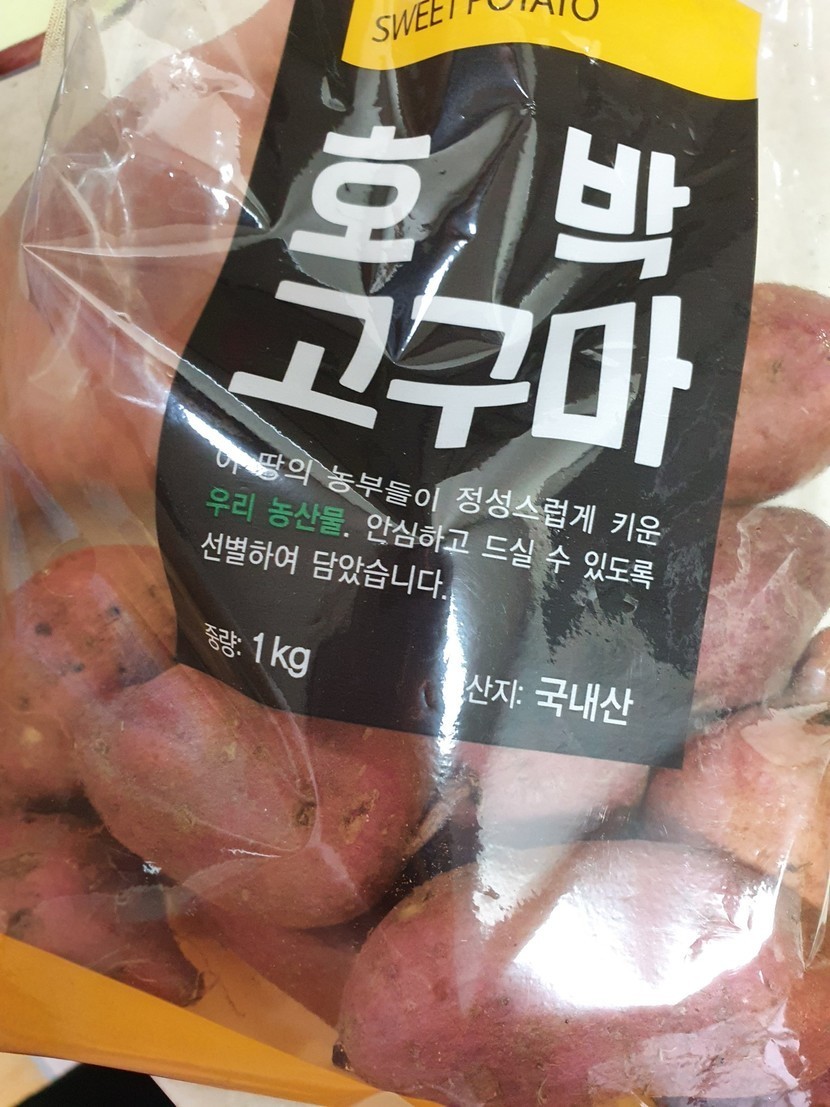 SWEET POTATO
호 박
고구마
이 땅의 농부들이 정성스럽게 키운
우리 농산물. 안심하고 드실 수 있도록
선별하여 담았습니다.
중량: 1kg
산지: 국내산